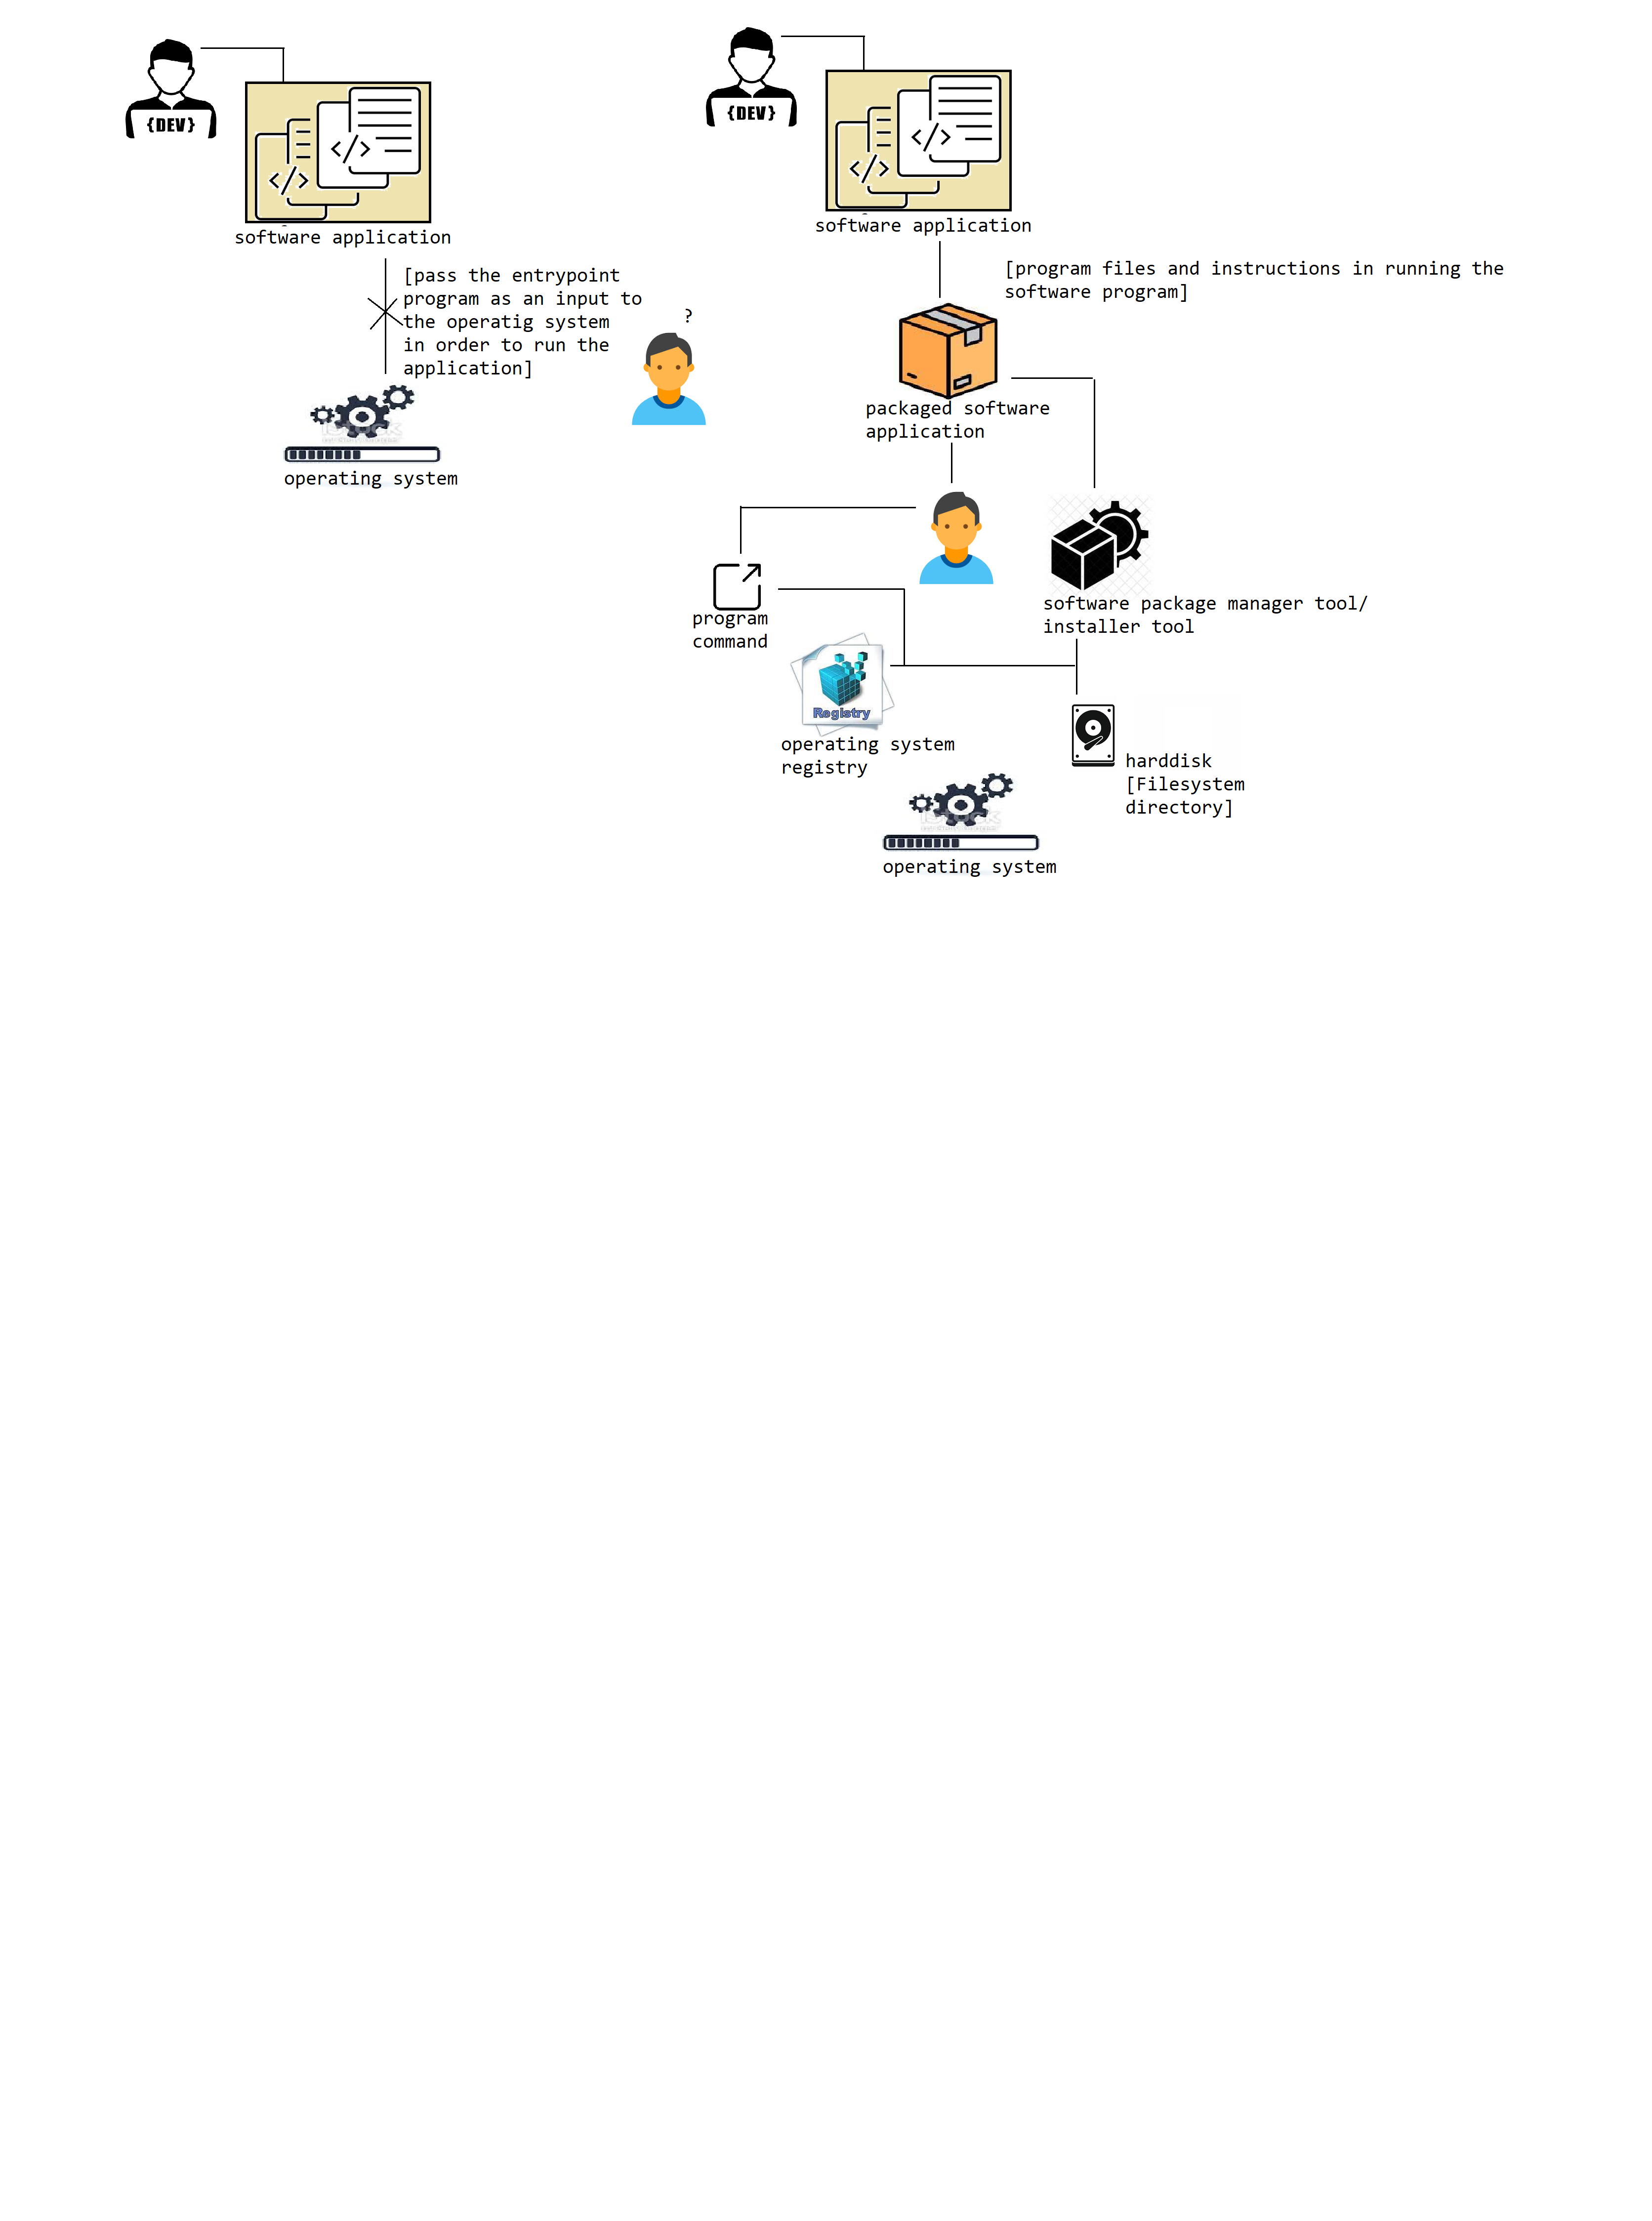 {DEV}
software application
[pass the entrypoint
program as an input to
the operatig system
in order to run the
application]
?
iStock
operating system
{DEV}
software application
[program files and instructions in running the
software program]
packaged software
application
software package manager tool/
installer tool
program
command
Registry
operating system
registry
harddisk
[Filesystem
directory]
iStock
operating system